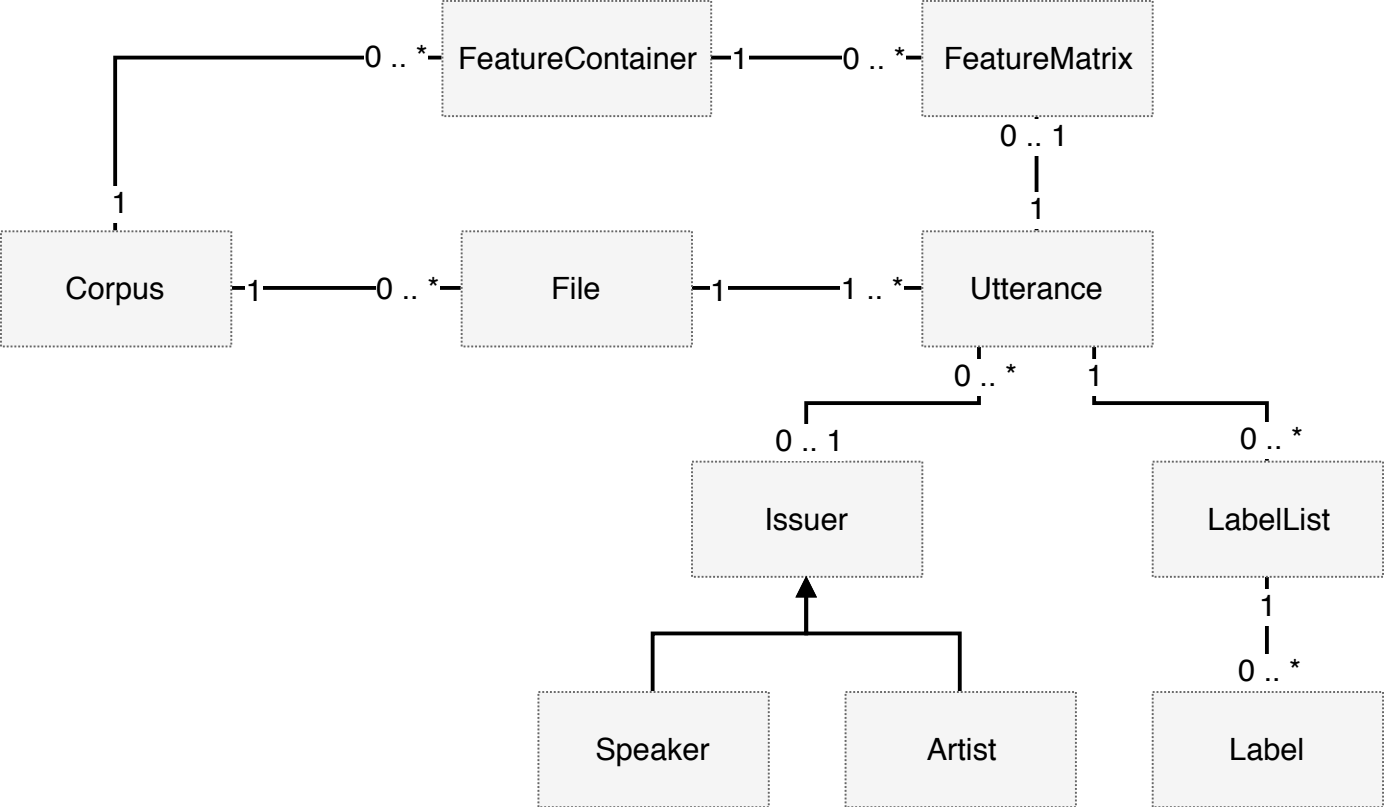 0 .. * FeatureContainer 1 0 .. * FeatureMatrix
0 .. 1
1 1
Corpus 1 0 .. * File 1 1 .. * Utterance
0 .. * 1
0 .. 1 0 .. *
Issuer LabelList
1
0 .. *
Speaker Artist Label